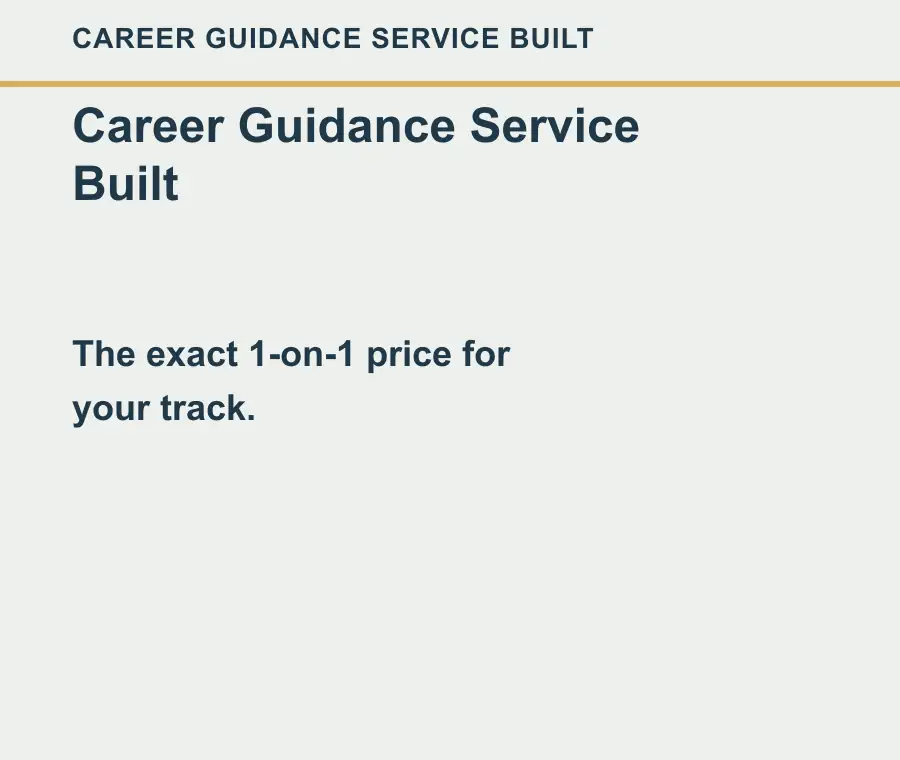 CAREER GUIDANCE SERVICE BUILT
Career Guidance Service
Built
The exact 1-on-1 price for
your track.